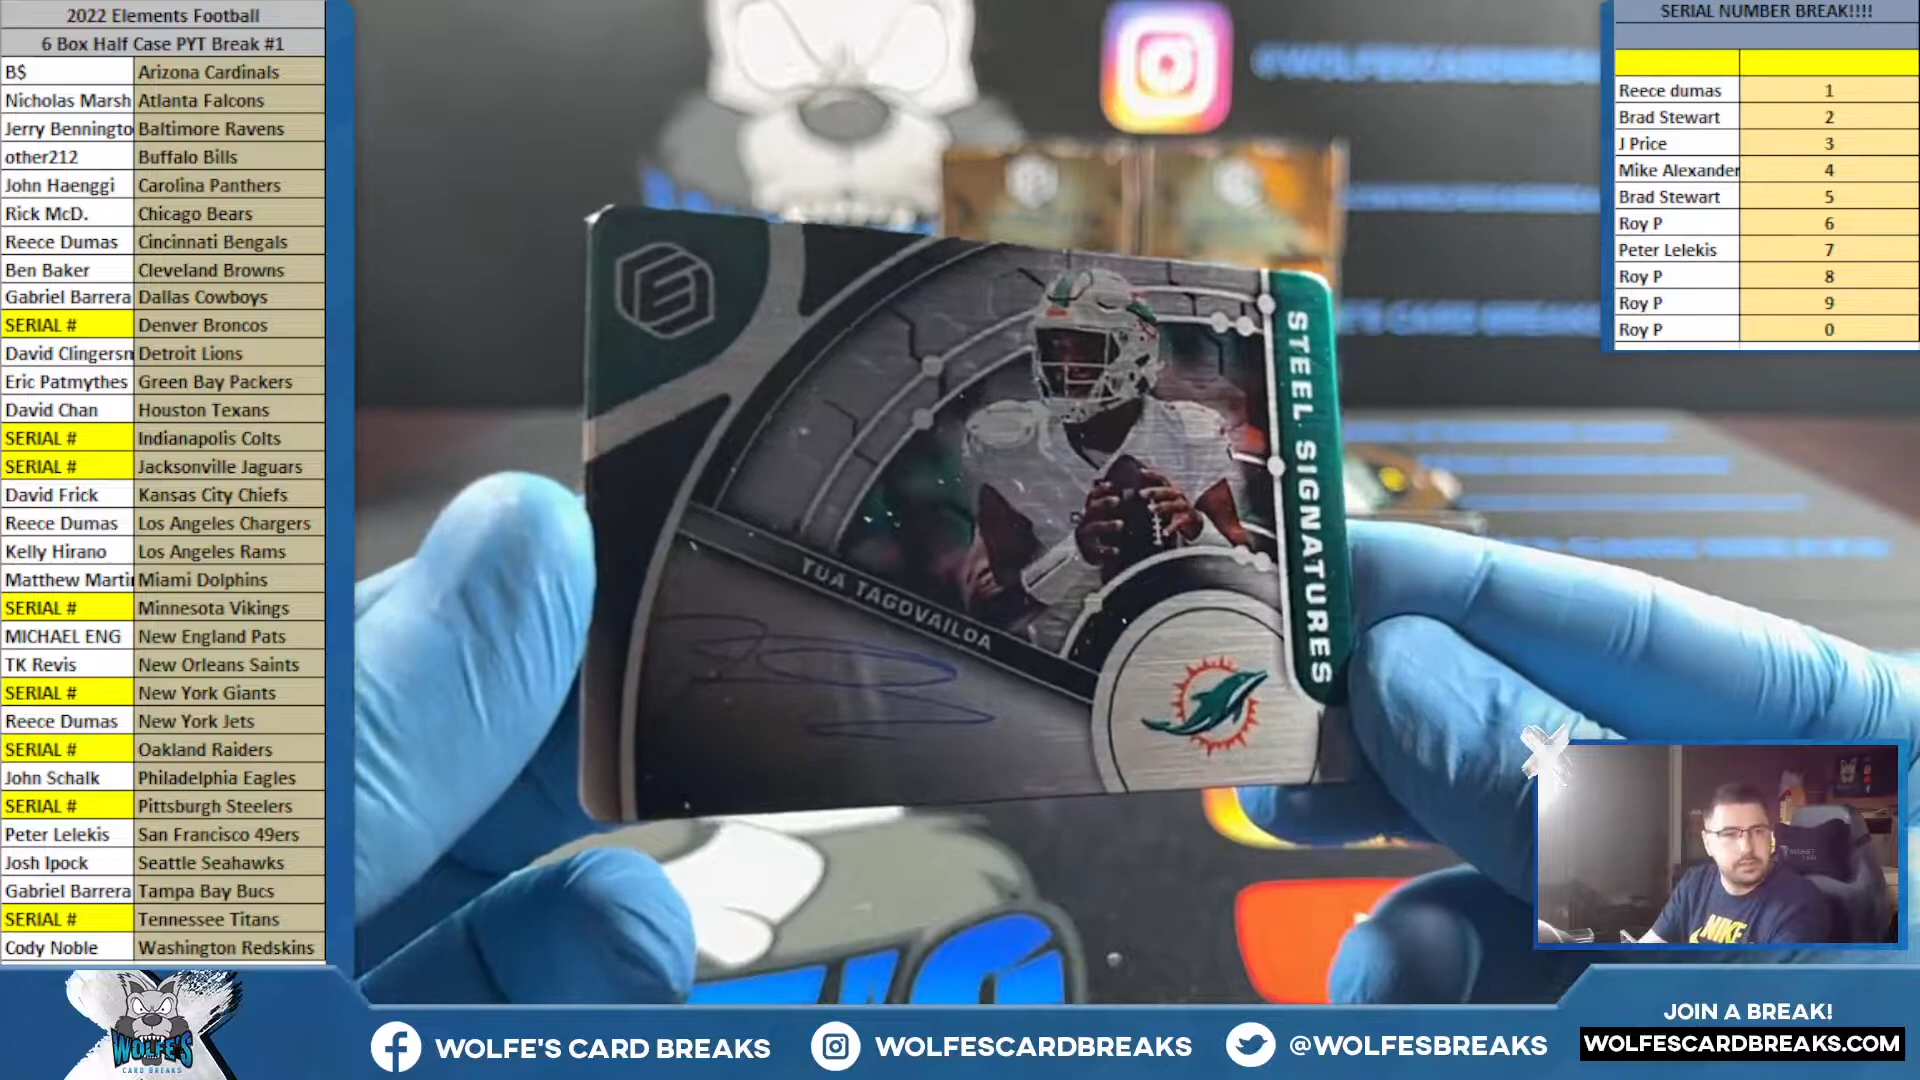 2022 Elements Football
6 Box Half Case PYT Break #1
B$ Arizona Cardinals
Nicholas Marsh Atlanta Falcons
Jerry Benningto Baltimore Ravens
other212 Buffalo Bills
John Haenggi Carolina Panthers
Rick McD. Chicago Bears
Reece Dumas Cincinnati Bengals
Ben Baker Cleveland Browns
Gabriel Barrera Dallas Cowboys
SERIAL # Denver Broncos
David Clingersn Detroit Lions
Eric Patmythes Green Bay Packers
David Chan Houston Texans
SERIAL # Indianapolis Colts
SERIAL # Jacksonville Jaguars
David Frick Kansas City Chiefs
Reece Dumas Los Angeles Chargers
Kelly Hirano Los Angeles Rams
Matthew Martin Miami Dolphins
SERIAL # Minnesota Vikings
MICHAEL ENG New England Pats
TK Revis New Orleans Saints
SERIAL # New York Giants
Reece Dumas New York Jets
SERIAL # Oakland Raiders
John Schalk Philadelphia Eagles
SERIAL # Pittsburgh Steelers
Peter Lelekis San Francisco 49ers
Josh Ipock Seattle Seahawks
Gabriel Barrera Tampa Bay Bucs
SERIAL # Tennessee Titans
Cody Noble Washington Redskins
@WOLFESCARDBREAK
STEEL SIGNATURES
TUA TAGOVAILOA
SERIAL NUMBER BREAK!!!!
Reece dumas 1
Brad Stewart 2
J Price 3
Mike Alexander 4
Brad Stewart 5
Roy P 6
Peter Lelekis 7
Roy P 8
Roy P 9
Roy P 0
NIKE
WOLFE'S
CARD BREAKS
WOLFE'S CARD BREAKS
WOLFESCARDBREAKS
@WOLFESBREAKS
JOIN A BREAK!
WOLFESCARDBREAKS.COM